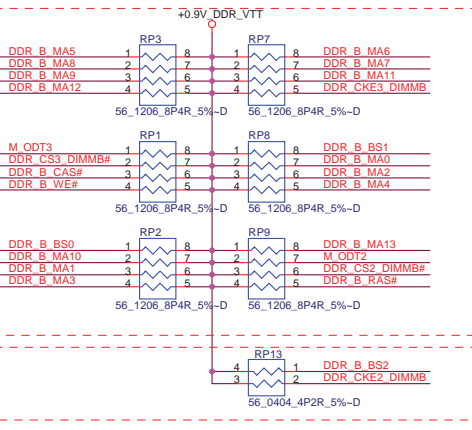 +0.9V_DDR_VTT
RP3 RP7
DDR_B_MA5 1 8 1 8 DDR_B_MA6
DDR_B_MA8 2 7 2 7 DDR_B_MA7
DDR_B_MA9 3 6 3 6 DDR_B_MA11
DDR_B_MA12 4 5 4 5 DDR_CKE3_DIMMB
56_1206_8P4R_5%~D 56_1206_8P4R_5%~D
RP1 RP8
M_ODT3 1 8 1 8 DDR_B_BS1
DDR_CS3_DIMMB# 2 7 2 7 DDR_B_MA0
DDR_B_CAS# 3 6 3 6 DDR_B_MA2
DDR_B_WE# 4 5 4 5 DDR_B_MA4
56_1206_8P4R_5%~D 56_1206_8P4R_5%~D
RP2 RP9
DDR_B_BS0 1 8 1 8 DDR_B_MA13
DDR_B_MA10 2 7 2 7 M_ODT2
DDR_B_MA1 3 6 3 6 DDR_CS2_DIMMB#
DDR_B_MA3 4 5 4 5 DDR_B_RAS#
56_1206_8P4R_5%~D 56_1206_8P4R_5%~D
RP13
4 1 DDR_B_BS2
3 2 DDR_CKE2_DIMMB
56_0404_4P2R_5%~D